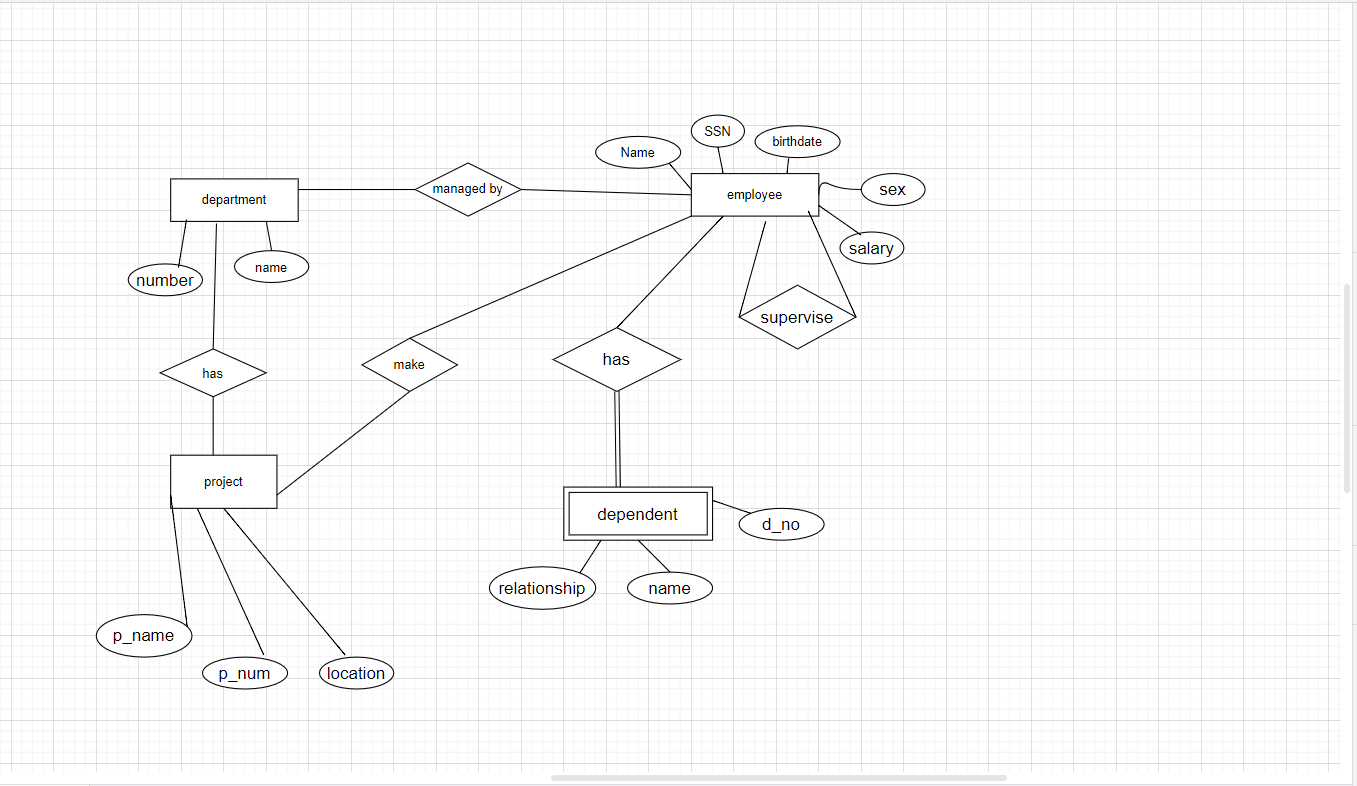 SSN
birthdate
Name
managed by
employee
sex
department
salary
name
number
supervise
has
make
has
project
dependent
d_no
relationship
name
p_name
p_num
location